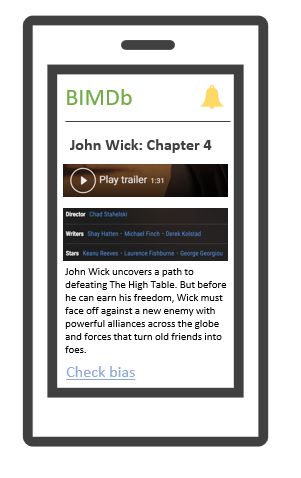 BIMDb
John Wick: Chapter 4
Play trailer 1:31
Director Chad Stahelski
Writers Shay Hatten · Michael Finch · Derek Kolstad
Stars Keanu Reeves · Laurence Fishburne · George Georgiou
John Wick uncovers a path to
defeating The High Table. But before
he can earn his freedom, Wick must
face off against a new enemy with
powerful alliances across the globe
and forces that turn old friends into
foes.
Check bias